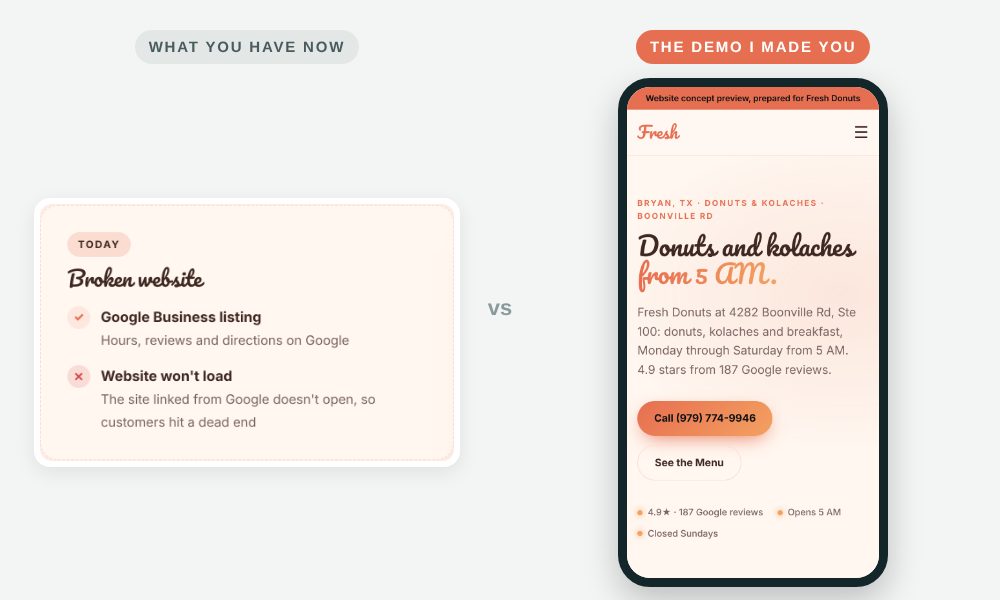 WHAT YOU HAVE NOW
TODAY
Broken website
Google Business listing
Hours, reviews and directions on Google
Website won't load
The site linked from Google doesn't open, so
customers hit a dead end
vs
THE DEMO I MADE YOU
Website concept preview, prepared for Fresh Donuts
Fresh
BRYAN, TX · DONUTS & KOLACHES ·
BOONVILLE RD
Donuts and kolaches
from 5 AM.
Fresh Donuts at 4282 Boonville Rd, Ste
100: donuts, kolaches and breakfast,
Monday through Saturday from 5 AM.
4.9 stars from 187 Google reviews.
Call (979) 774-9946
See the Menu
4.9★ · 187 Google reviews
Opens 5 AM
Closed Sundays